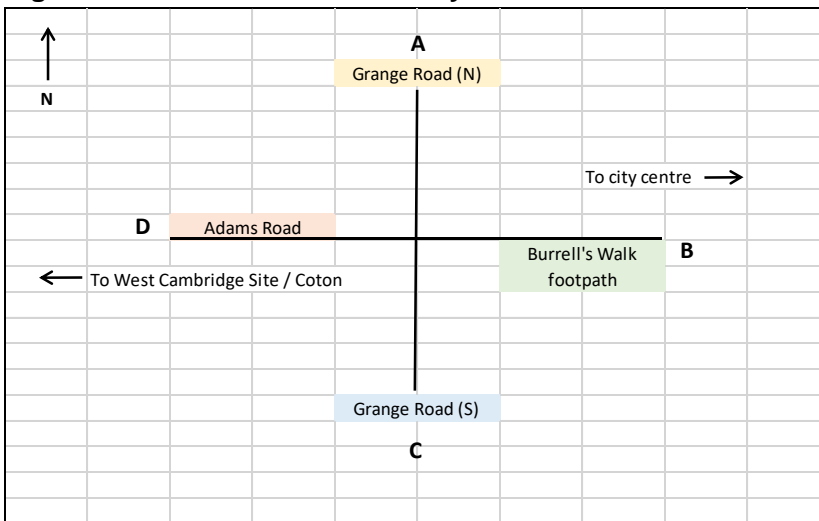 A
Grange Road (N)
N
To city centre
D
Adams Road
B
Burrell's Walk
footpath
To West Cambridge Site / Coton
Grange Road (S)
C